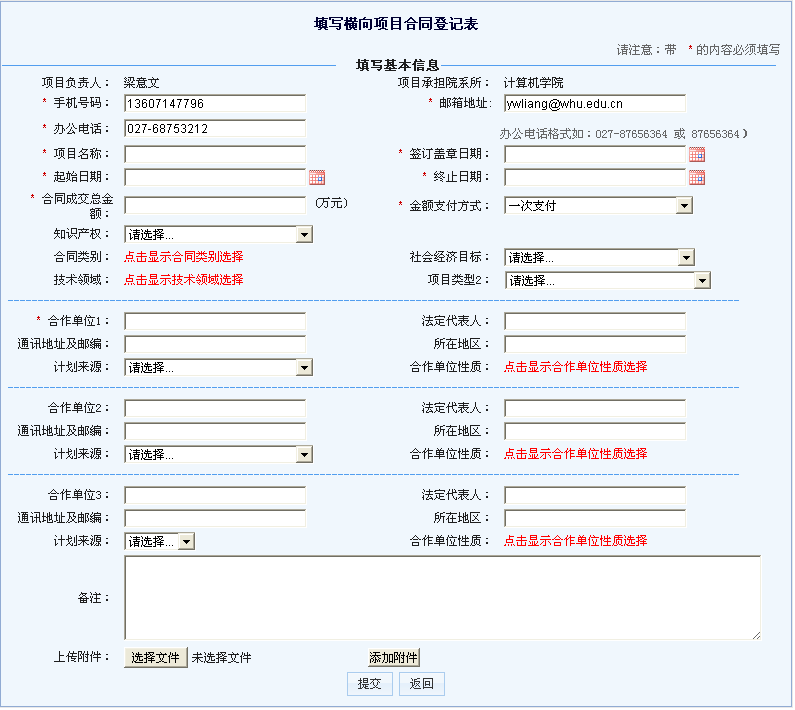 填写横向项目合同登记表
请注意：带 * 的内容必须填写
填写基本信息
项目负责人： 梁意文 项目承担院系所： 计算机学院
* 手机号码： 13607147796 * 邮箱地址: ywliang@whu.edu.cn
* 办公电话： 027-68753212
办公电话格式如：027-87656364 或 87656364)
* 项目名称： * 签订盖章日期：
* 起始日期： * 终止日期：
* 合同成交总金额： (万元) * 金额支付方式： 一次支付
知识产权： 请选择...
合同类别： 点击显示合同类别选择 社会经济目标： 请选择...
技术领域： 点击显示技术领域选择 项目类型2： 请选择...
* 合作单位1： 法定代表人：
通讯地址及邮编： 所在地区：
计划来源： 请选择... 合作单位性质： 点击显示合作单位性质选择
合作单位2： 法定代表人：
通讯地址及邮编： 所在地区：
计划来源： 请选择... 合作单位性质： 点击显示合作单位性质选择
合作单位3： 法定代表人：
通讯地址及邮编： 所在地区：
计划来源： 请选择... 合作单位性质： 点击显示合作单位性质选择
备注：
上传附件： 选择文件 未选择文件 添加附件
提交 返回